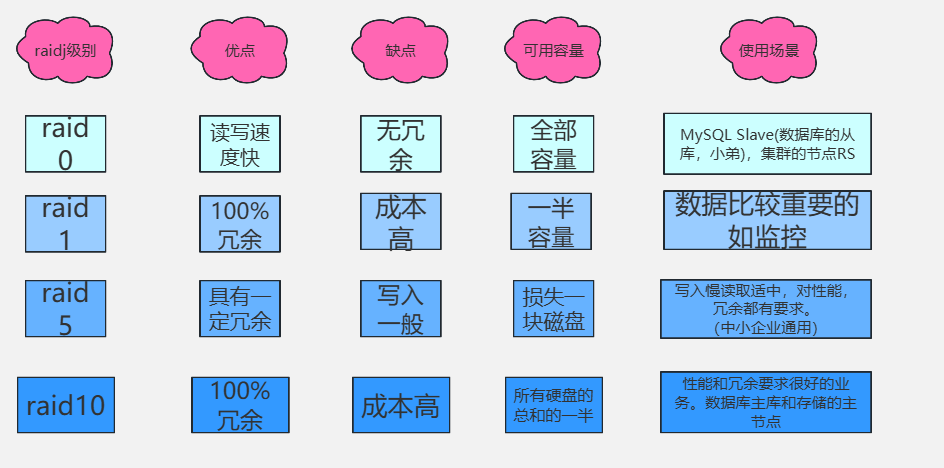 raidj级别
优点
缺点
可用容量
使用场景
raid
0
读写速
度快
无冗
余
全部
容量
MySQL Slave(数据库的从
库，小弟)，集群的节点RS
raid
1
100%
冗余
成本
高
一半
容量
数据比较重要的
如监控
raid
5
具有一
定冗余
写入
一般
损失一
块磁盘
写入慢读取适中，对性能，
冗余都有要求。
(中小企业通用)
raid10
100%
冗余
成本高
所有硬盘的
总和的一半
性能和冗余要求很好的业
务。数据库主库和存储的主
节点